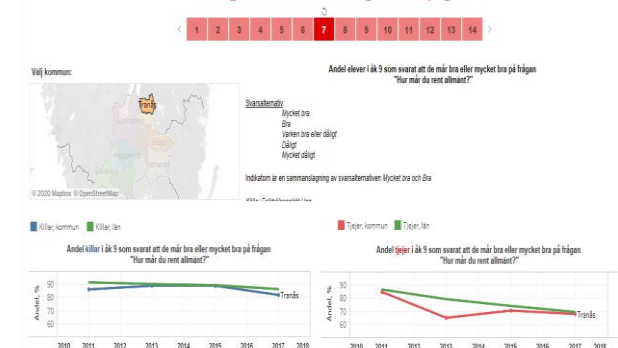 1 2 3 4 5 6 7 8 9 10 11 12 13 14
Välj kommun:
Andel elever i åk 9 som svarat att de mår bra eller mycket bra på frågan
"Hur mår du rent allmänt?"
Tranås
Svarsalternativ:
Mycket bra
Bra
Varken bra eller dåligt
Dåligt
Mycket dåligt
Indikatorn är en sammanslagning av svarsalternativen Mycket bra och Bra
© 2020 Mapbox © OpenStreetMap
Killar, kommun Killar, län
Andel killar i åk 9 som svarat att de mår bra eller mycket bra på frågan
"Hur mår du rent allmänt?"
Andel, %
90
80
70
60
Tranås
2010 2011 2012 2013 2014 2015 2016 2017 2018
Tjejer, kommun Tjejer, län
Andel tjejer i åk 9 som svarat att de mår bra eller mycket bra på frågan
"Hur mår du rent allmänt?"
Andel, %
90
80
70
60
Tranås
2010 2011 2012 2013 2014 2015 2016 2017 2018